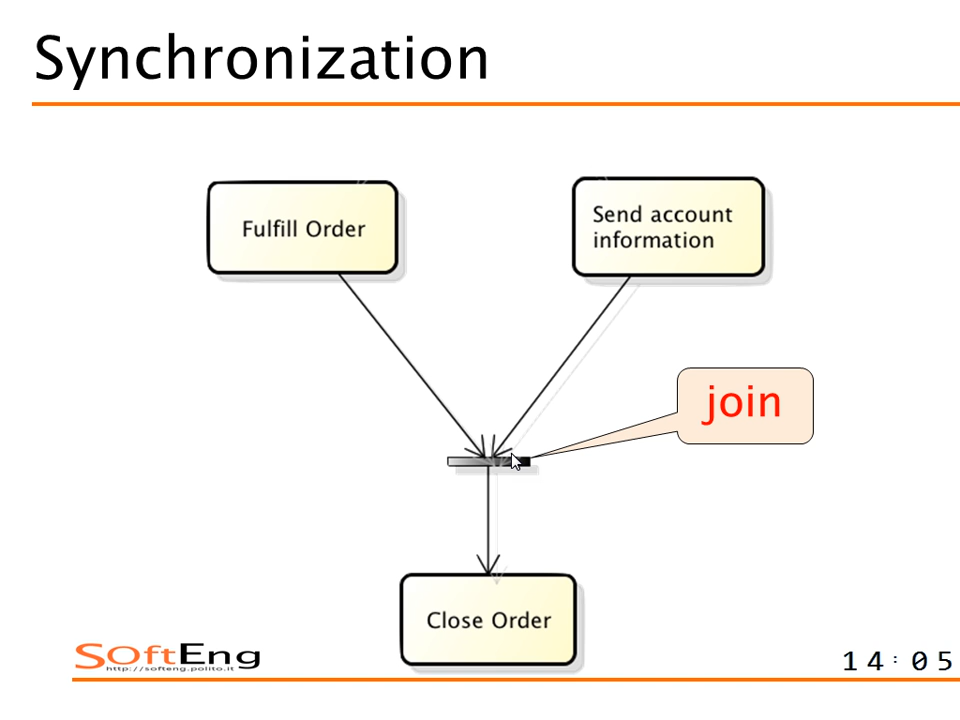 Synchronization
Fulfill Order
Send account
information
join
Close Order
SOftEng
http://softeng.polito.it
14:05